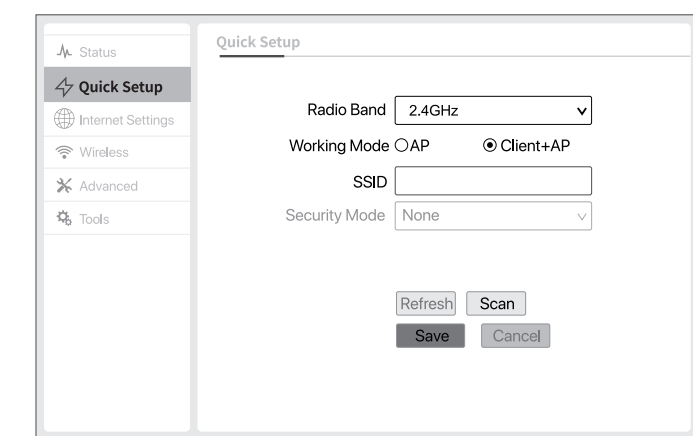 Status
Quick Setup
Internet Settings
Wireless
Advanced
Tools
Quick Setup
Radio Band 2.4GHz
Working Mode AP Client+AP
SSID
Security Mode None
Refresh Scan
Save Cancel